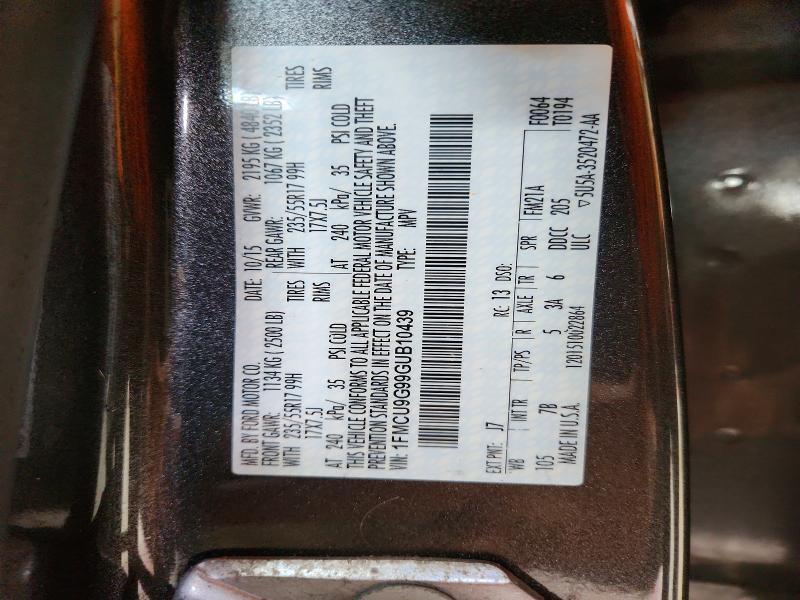 MFD. BY FORD MOTOR CO.
DATE: 10/15 GVWR: 2195 KG ( 4840 LB)
FRONT GAWR: 1134 KG ( 2500 LB) REAR GAWR: 1067 KG ( 2352 LB)
WITH 235/55R17 99H TIRES WITH 235/55R17 99H TIRES
17X7.5J RIMS 17X7.5J RIMS
AT 240 kPa/ 35 PSI COLD AT 240 kPa/ 35 PSI COLD
THIS VEHICLE CONFORMS TO ALL APPLICABLE FEDERAL MOTOR VEHICLE SAFETY AND THEFT
PREVENTION STANDARDS IN EFFECT ON THE DATE OF MANUFACTURE SHOWN ABOVE.
VIN: 1FMCU9G99GUB10439 TYPE: MPV
EXT PNT: J7 RC: 13 DSO: F0064
WB INT TR TP/PS R AXLE TR SPR FM21A T0194
105 7B 5 3A 6 DDCC 205
MADE IN U.S.A. 1201510022864 ULC ▽5U5A-3520472-AA